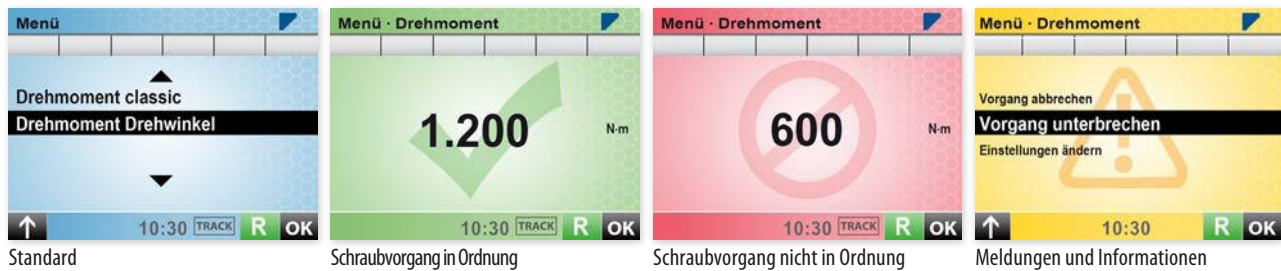 Menü
Drehmoment classic
Drehmoment Drehwinkel
10:30 TRACK R OK
Standard
Menü · Drehmoment
1.200 N·m
10:30 TRACK R OK
Schraubvorgang in Ordnung
Menü · Drehmoment
600 N·m
10:30 TRACK R OK
Schraubvorgang nicht in Ordnung
Menü · Drehmoment
Vorgang abbrechen
Vorgang unterbrechen
Einstellungen ändern
10:30 R OK
Meldungen und Informationen